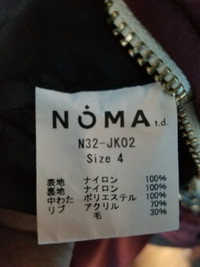 NOMA t.d.
N32-JK02
Size 4
表地 ナイロン 100%
裏地 ナイロン 100%
中わた ポリエステル 100%
リブ アクリル 70%
毛 30%